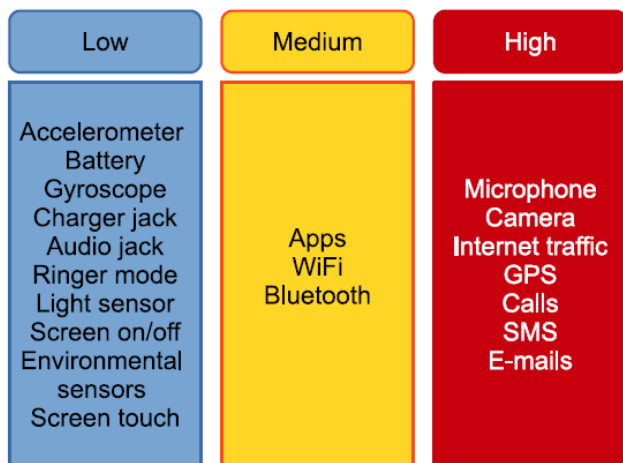 Low
Accelerometer
Battery
Gyroscope
Charger jack
Audio jack
Ringer mode
Light sensor
Screen on/off
Environmental
sensors
Screen touch
Medium
Apps
WiFi
Bluetooth
High
Microphone
Camera
Internet traffic
GPS
Calls
SMS
E-mails